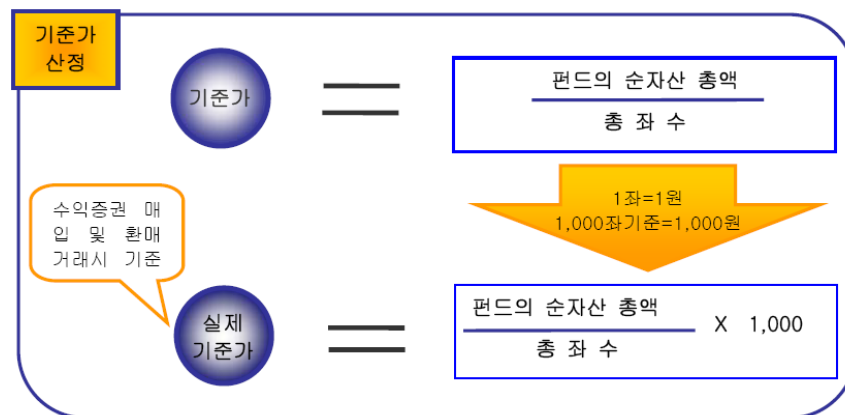 기준가
산정
기준가
펀드의 순자산 총액
총 좌 수
1좌=1원
1,000좌기준=1,000원
수익증권 매
입 및 환매
거래시 기준
실제
기준가
펀드의 순자산 총액
총 좌 수
X 1,000